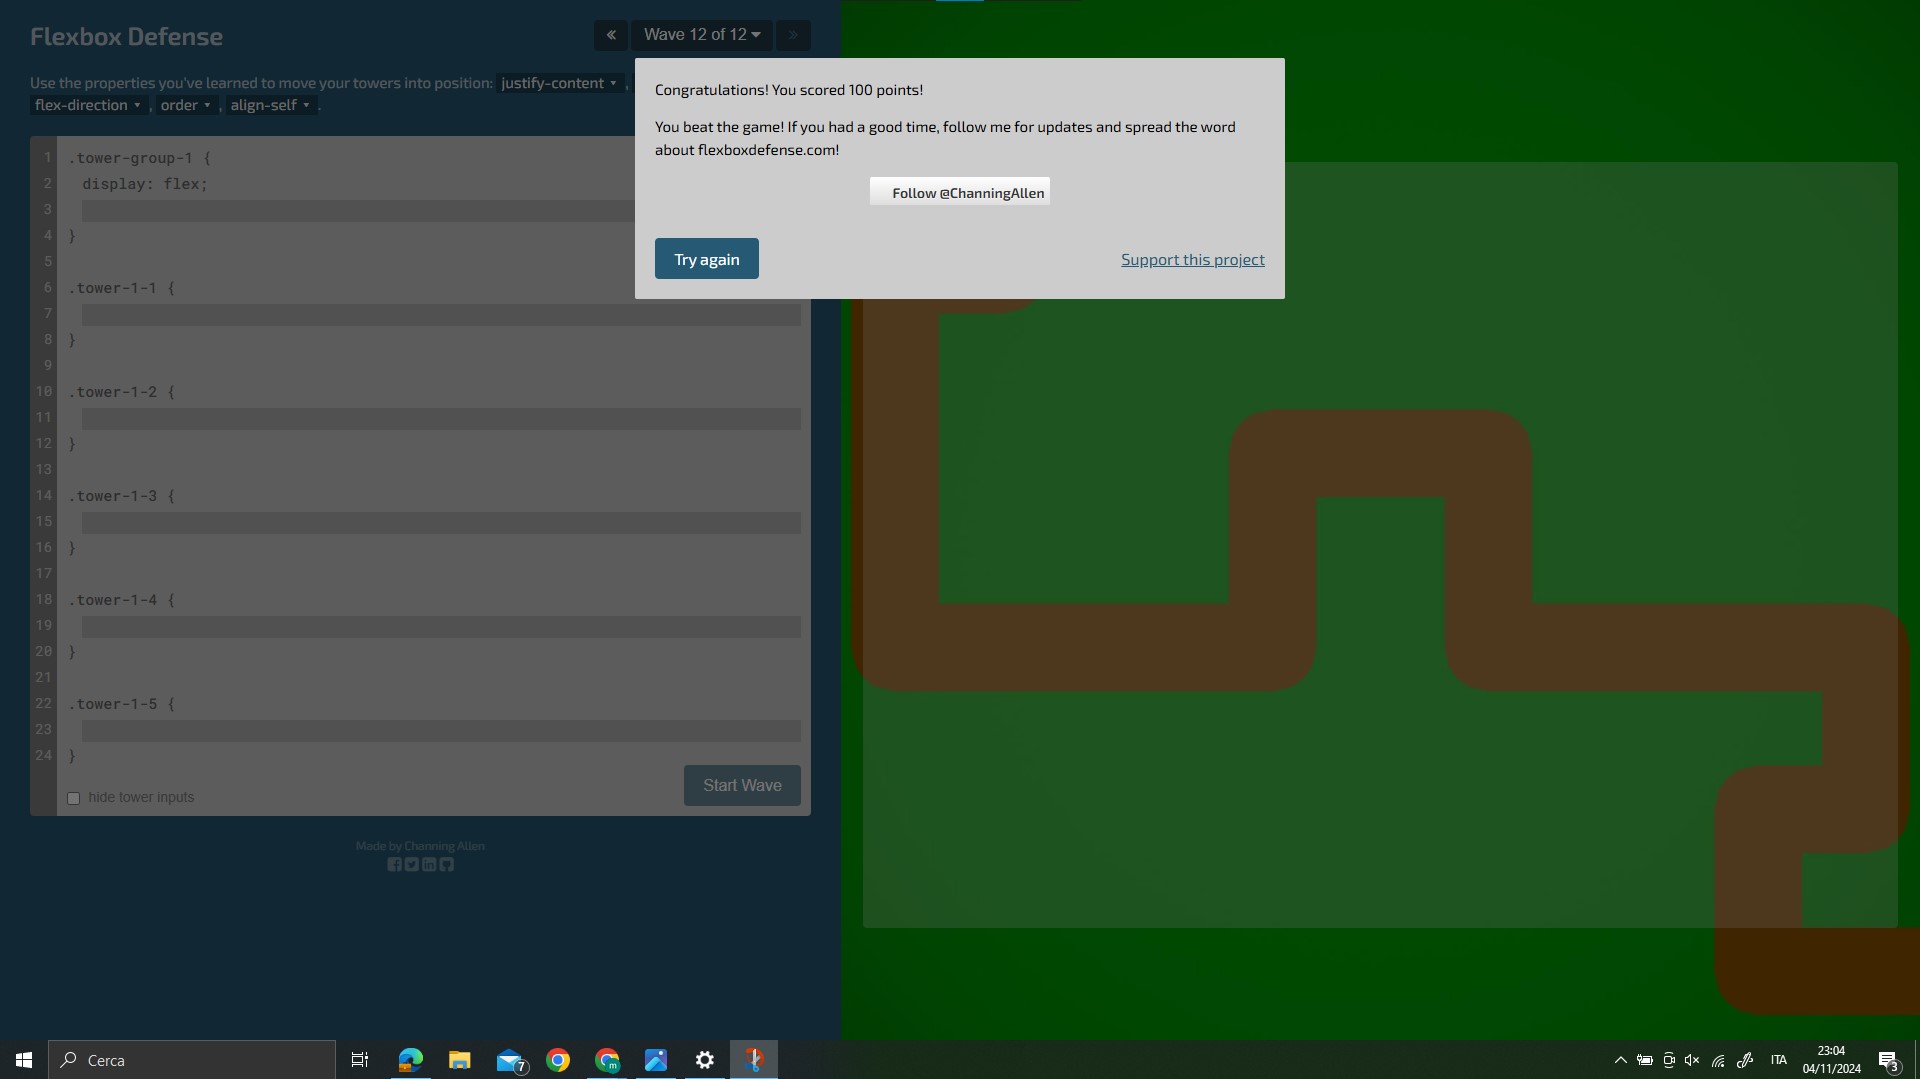 Flexbox Defense
«
Wave 12 of 12
»
Use the properties you've learned to move your towers into position: justify-content ,
flex-direction , order , align-self .
Congratulations! You scored 100 points!
You beat the game! If you had a good time, follow me for updates and spread the word
about flexboxdefense.com!
Follow @ChanningAllen
Try again
Support this project
1 .tower-group-1 {
2 display: flex;
3
4 }
5
6 .tower-1-1 {
7
8 }
9
10 .tower-1-2 {
11
12 }
13
14 .tower-1-3 {
15
16 }
17
18 .tower-1-4 {
19
20 }
21
22 .tower-1-5 {
23
24 }
hide tower inputs
Start Wave
Made by Channing Allen
Cerca
7
m
ITA
23:04
04/11/2024
3